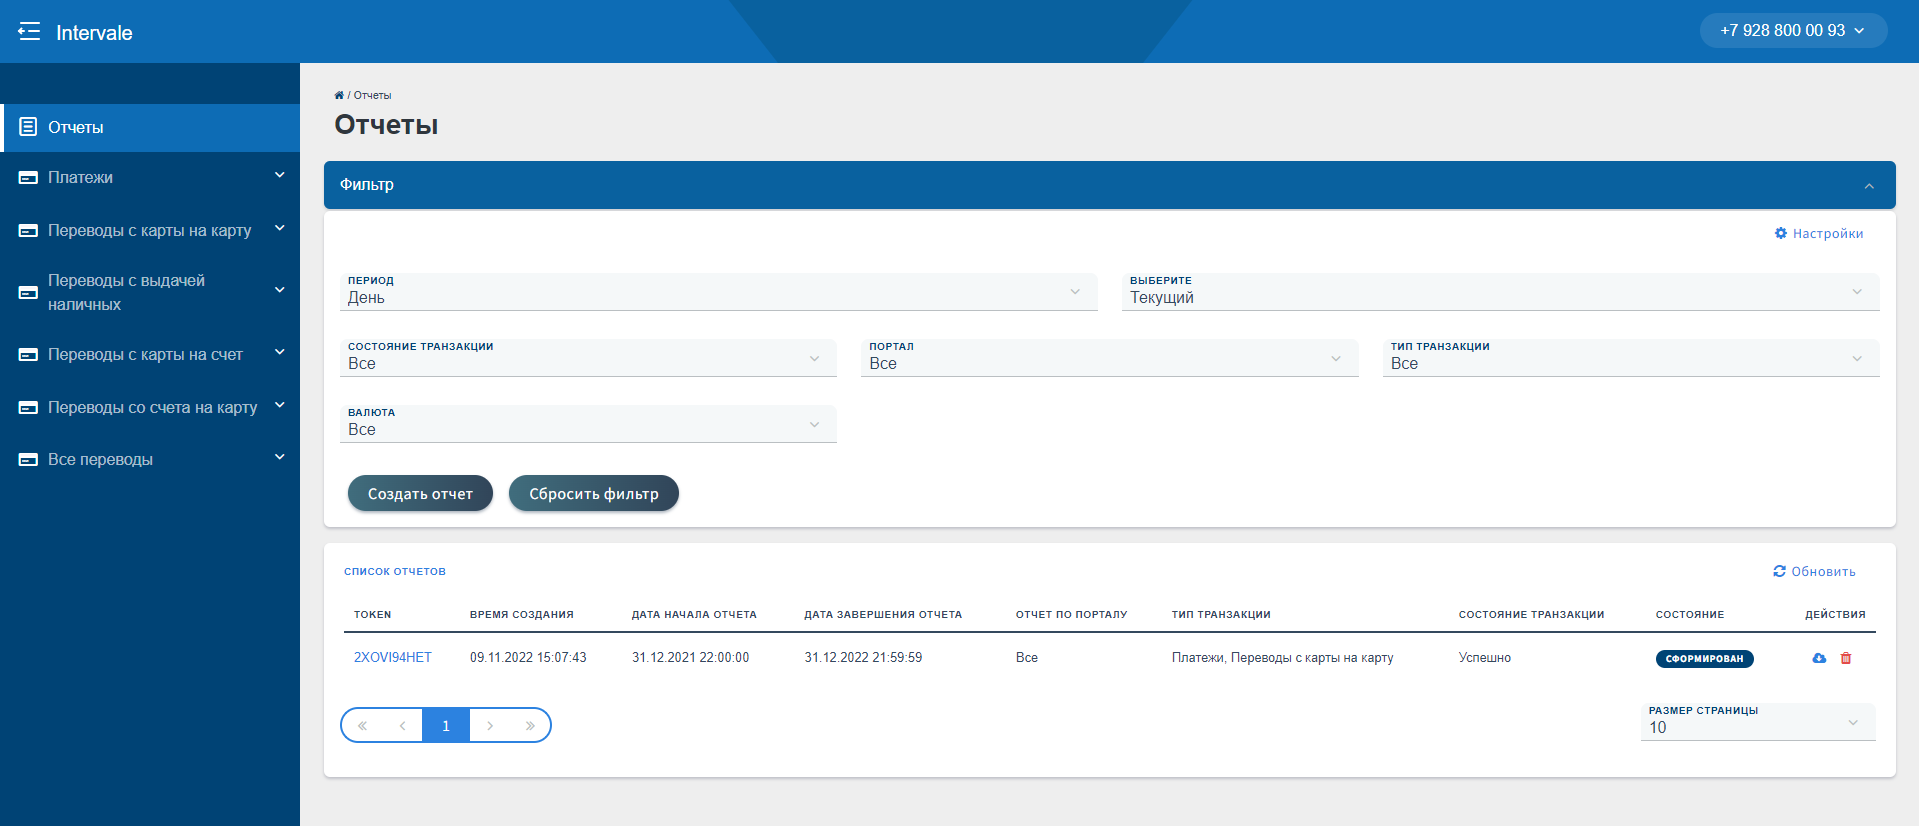 Intervale
+7 928 800 00 93
Отчеты
Платежи
Переводы с карты на карту
Переводы с выдачей
наличных
Переводы с карты на счет
Переводы со счета на карту
Все переводы
/ Отчеты
Отчеты
Фильтр
Настройки
ПЕРИОД
День
ВЫБЕРИТЕ
Текущий
СОСТОЯНИЕ ТРАНЗАКЦИИ
Все
ПОРТАЛ
Все
ТИП ТРАНЗАКЦИИ
Все
ВАЛЮТА
Все
Создать отчет
Сбросить фильтр
СПИСОК ОТЧЕТОВ
Обновить
TOKEN ВРЕМЯ СОЗДАНИЯ ДАТА НАЧАЛА ОТЧЕТА ДАТА ЗАВЕРШЕНИЯ ОТЧЕТА ОТЧЕТ ПО ПОРТАЛУ ТИП ТРАНЗАКЦИИ СОСТОЯНИЕ ТРАНЗАКЦИИ СОСТОЯНИЕ ДЕЙСТВИЯ
2XOVI94HET 09.11.2022 15:07:43 31.12.2021 22:00:00 31.12.2022 21:59:59 Все Платежи, Переводы с карты на карту Успешно СФОРМИРОВАН
« ‹ 1 › »
РАЗМЕР СТРАНИЦЫ
10